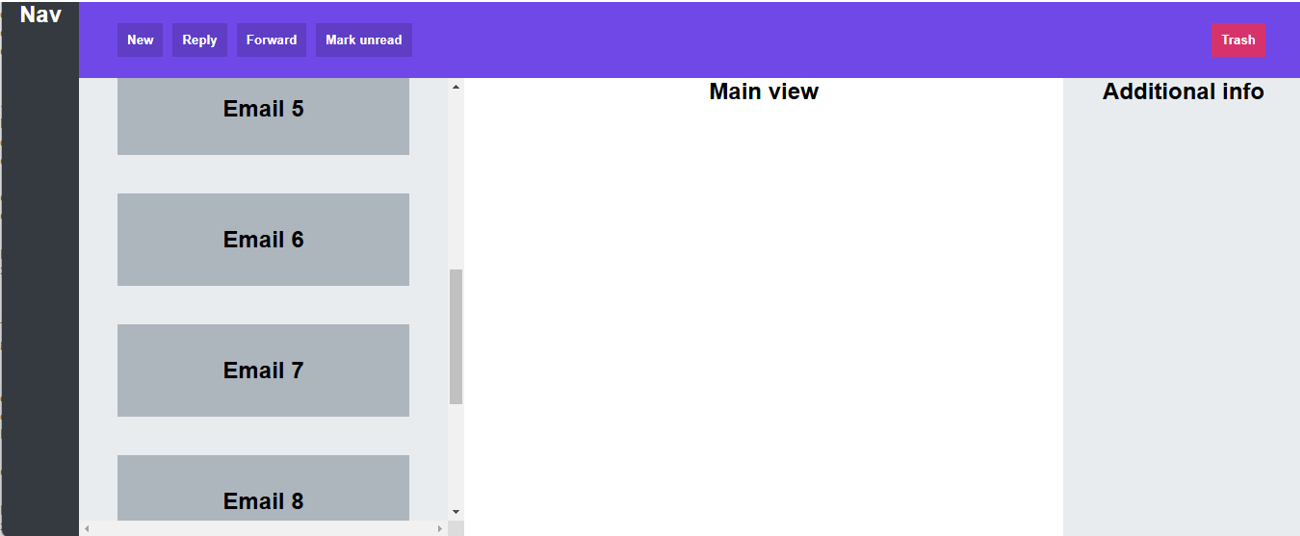 Nav
New Reply Forward Mark unread Trash
Email 5
Email 6
Email 7
Email 8
Main view
Additional info